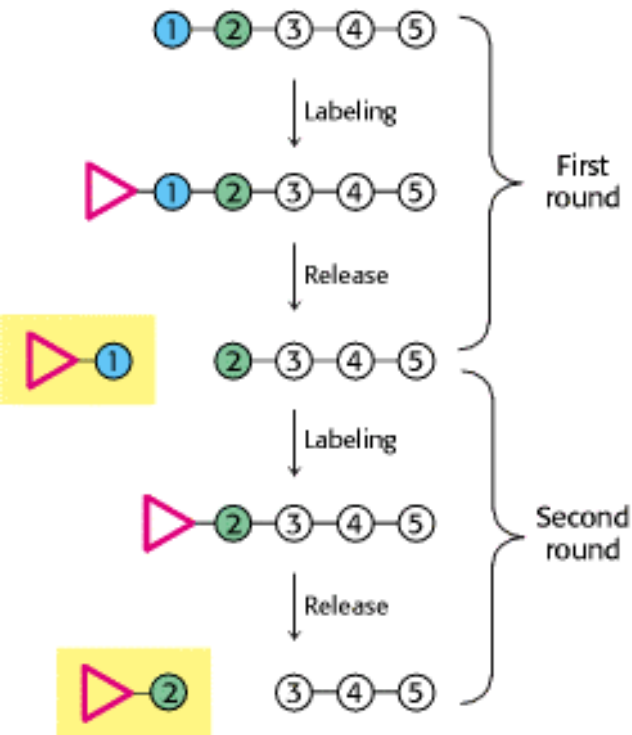 1 2 3 4 5
Labeling
1 2 3 4 5
First
round
Release
1 2 3 4 5
Labeling
2 3 4 5
Second
round
Release
2 3 4 5